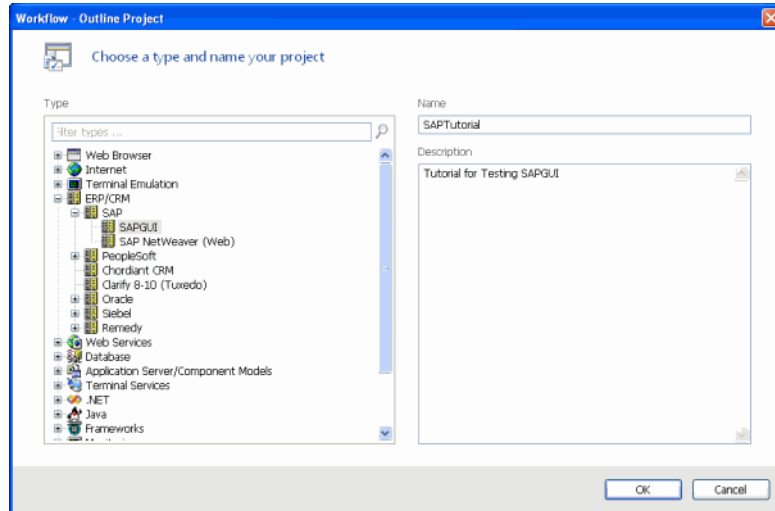 Workflow - Outline Project
Choose a type and name your project
Type
Filter types ...
Web Browser
Internet
Terminal Emulation
ERP/CRM
SAP
SAPGUI
SAP NetWeaver (Web)
PeopleSoft
Chordiant CRM
Clarify 8-10 (Tuxedo)
Oracle
Siebel
Remedy
Web Services
Database
Application Server/Component Models
Terminal Services
.NET
Java
Frameworks
Name
SAPTutorial
Description
Tutorial for Testing SAPGUI
OK
Cancel